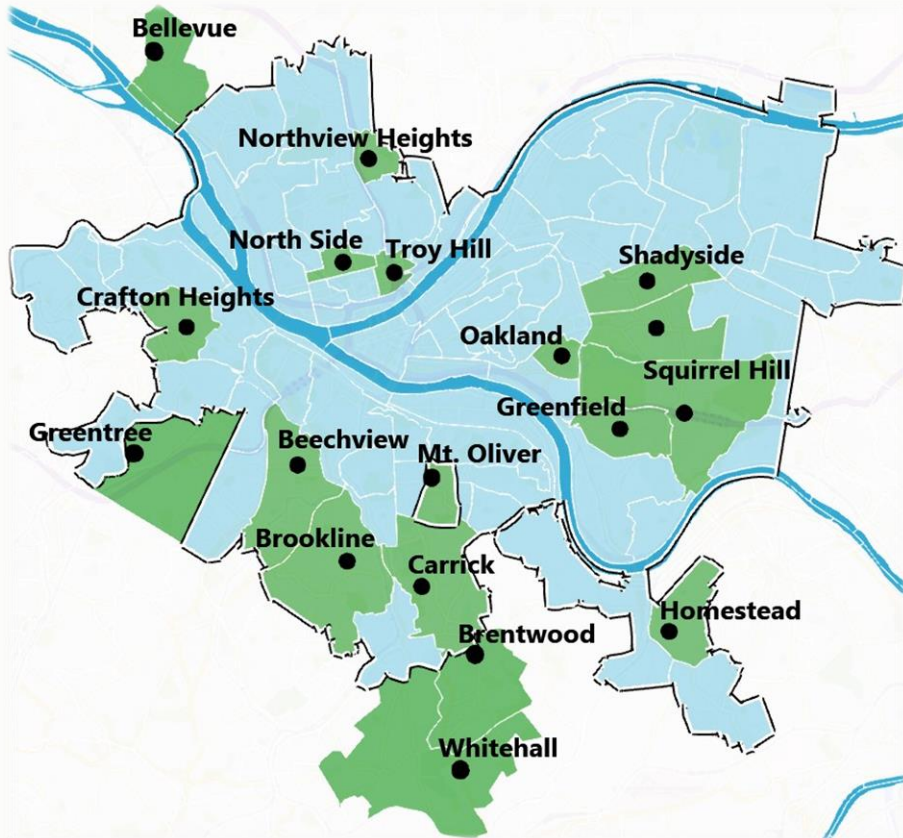 Bellevue
Northview Heights
North Side
Troy Hill
Shadyside
Crafton Heights
Oakland
Squirrel Hill
Greenfield
Greentree
Beechview
Mt. Oliver
Brookline
Carrick
Homestead
Brentwood
Whitehall